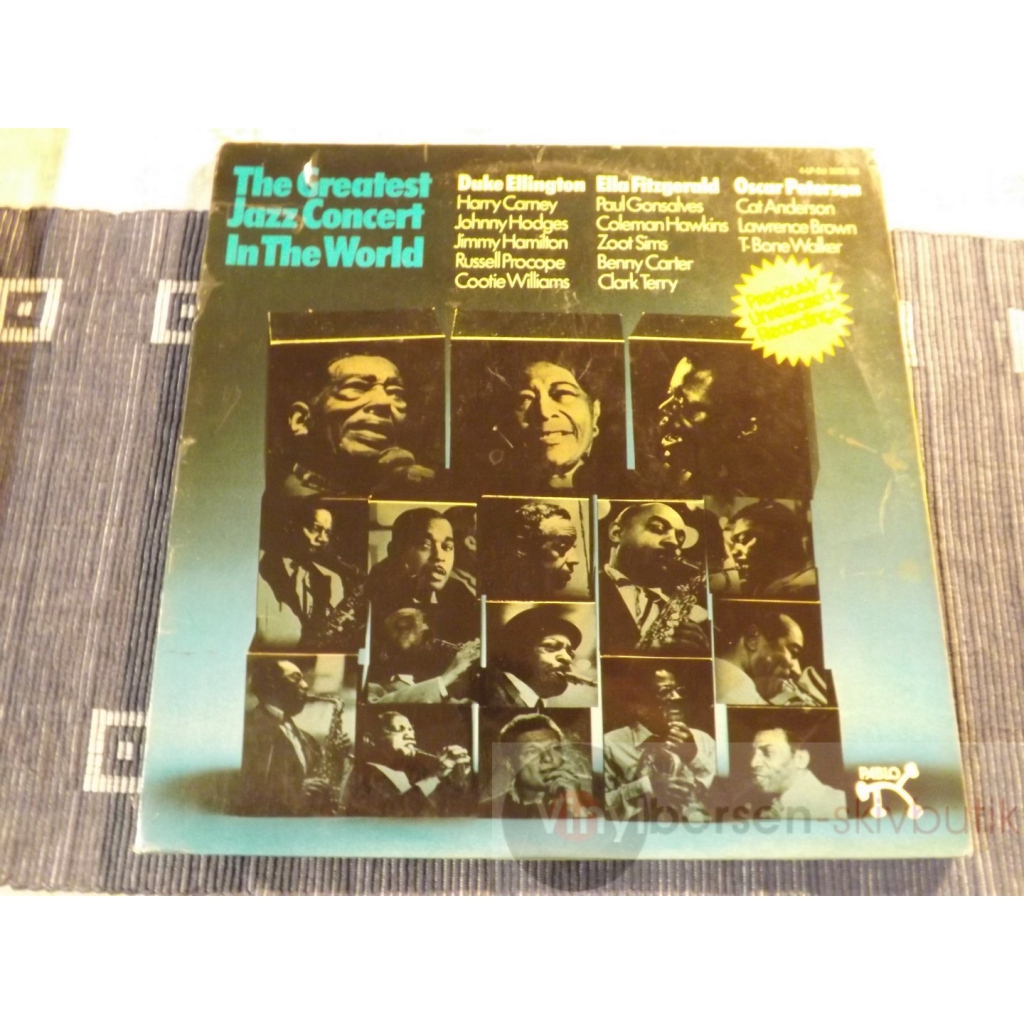 The Greatest
Jazz Concert
In The World
Duke Ellington
Harry Carney
Johnny Hodges
Jimmy Hamilton
Russell Procope
Cootie Williams
Ella Fitzgerald
Paul Gonsalves
Coleman Hawkins
Zoot Sims
Benny Carter
Clark Terry
Oscar Peterson
Cat Anderson
Lawrence Brown
T-Bone Walker
Previously
Unreleased
Recordings
PABLO
vinylbörsen-skivbutik